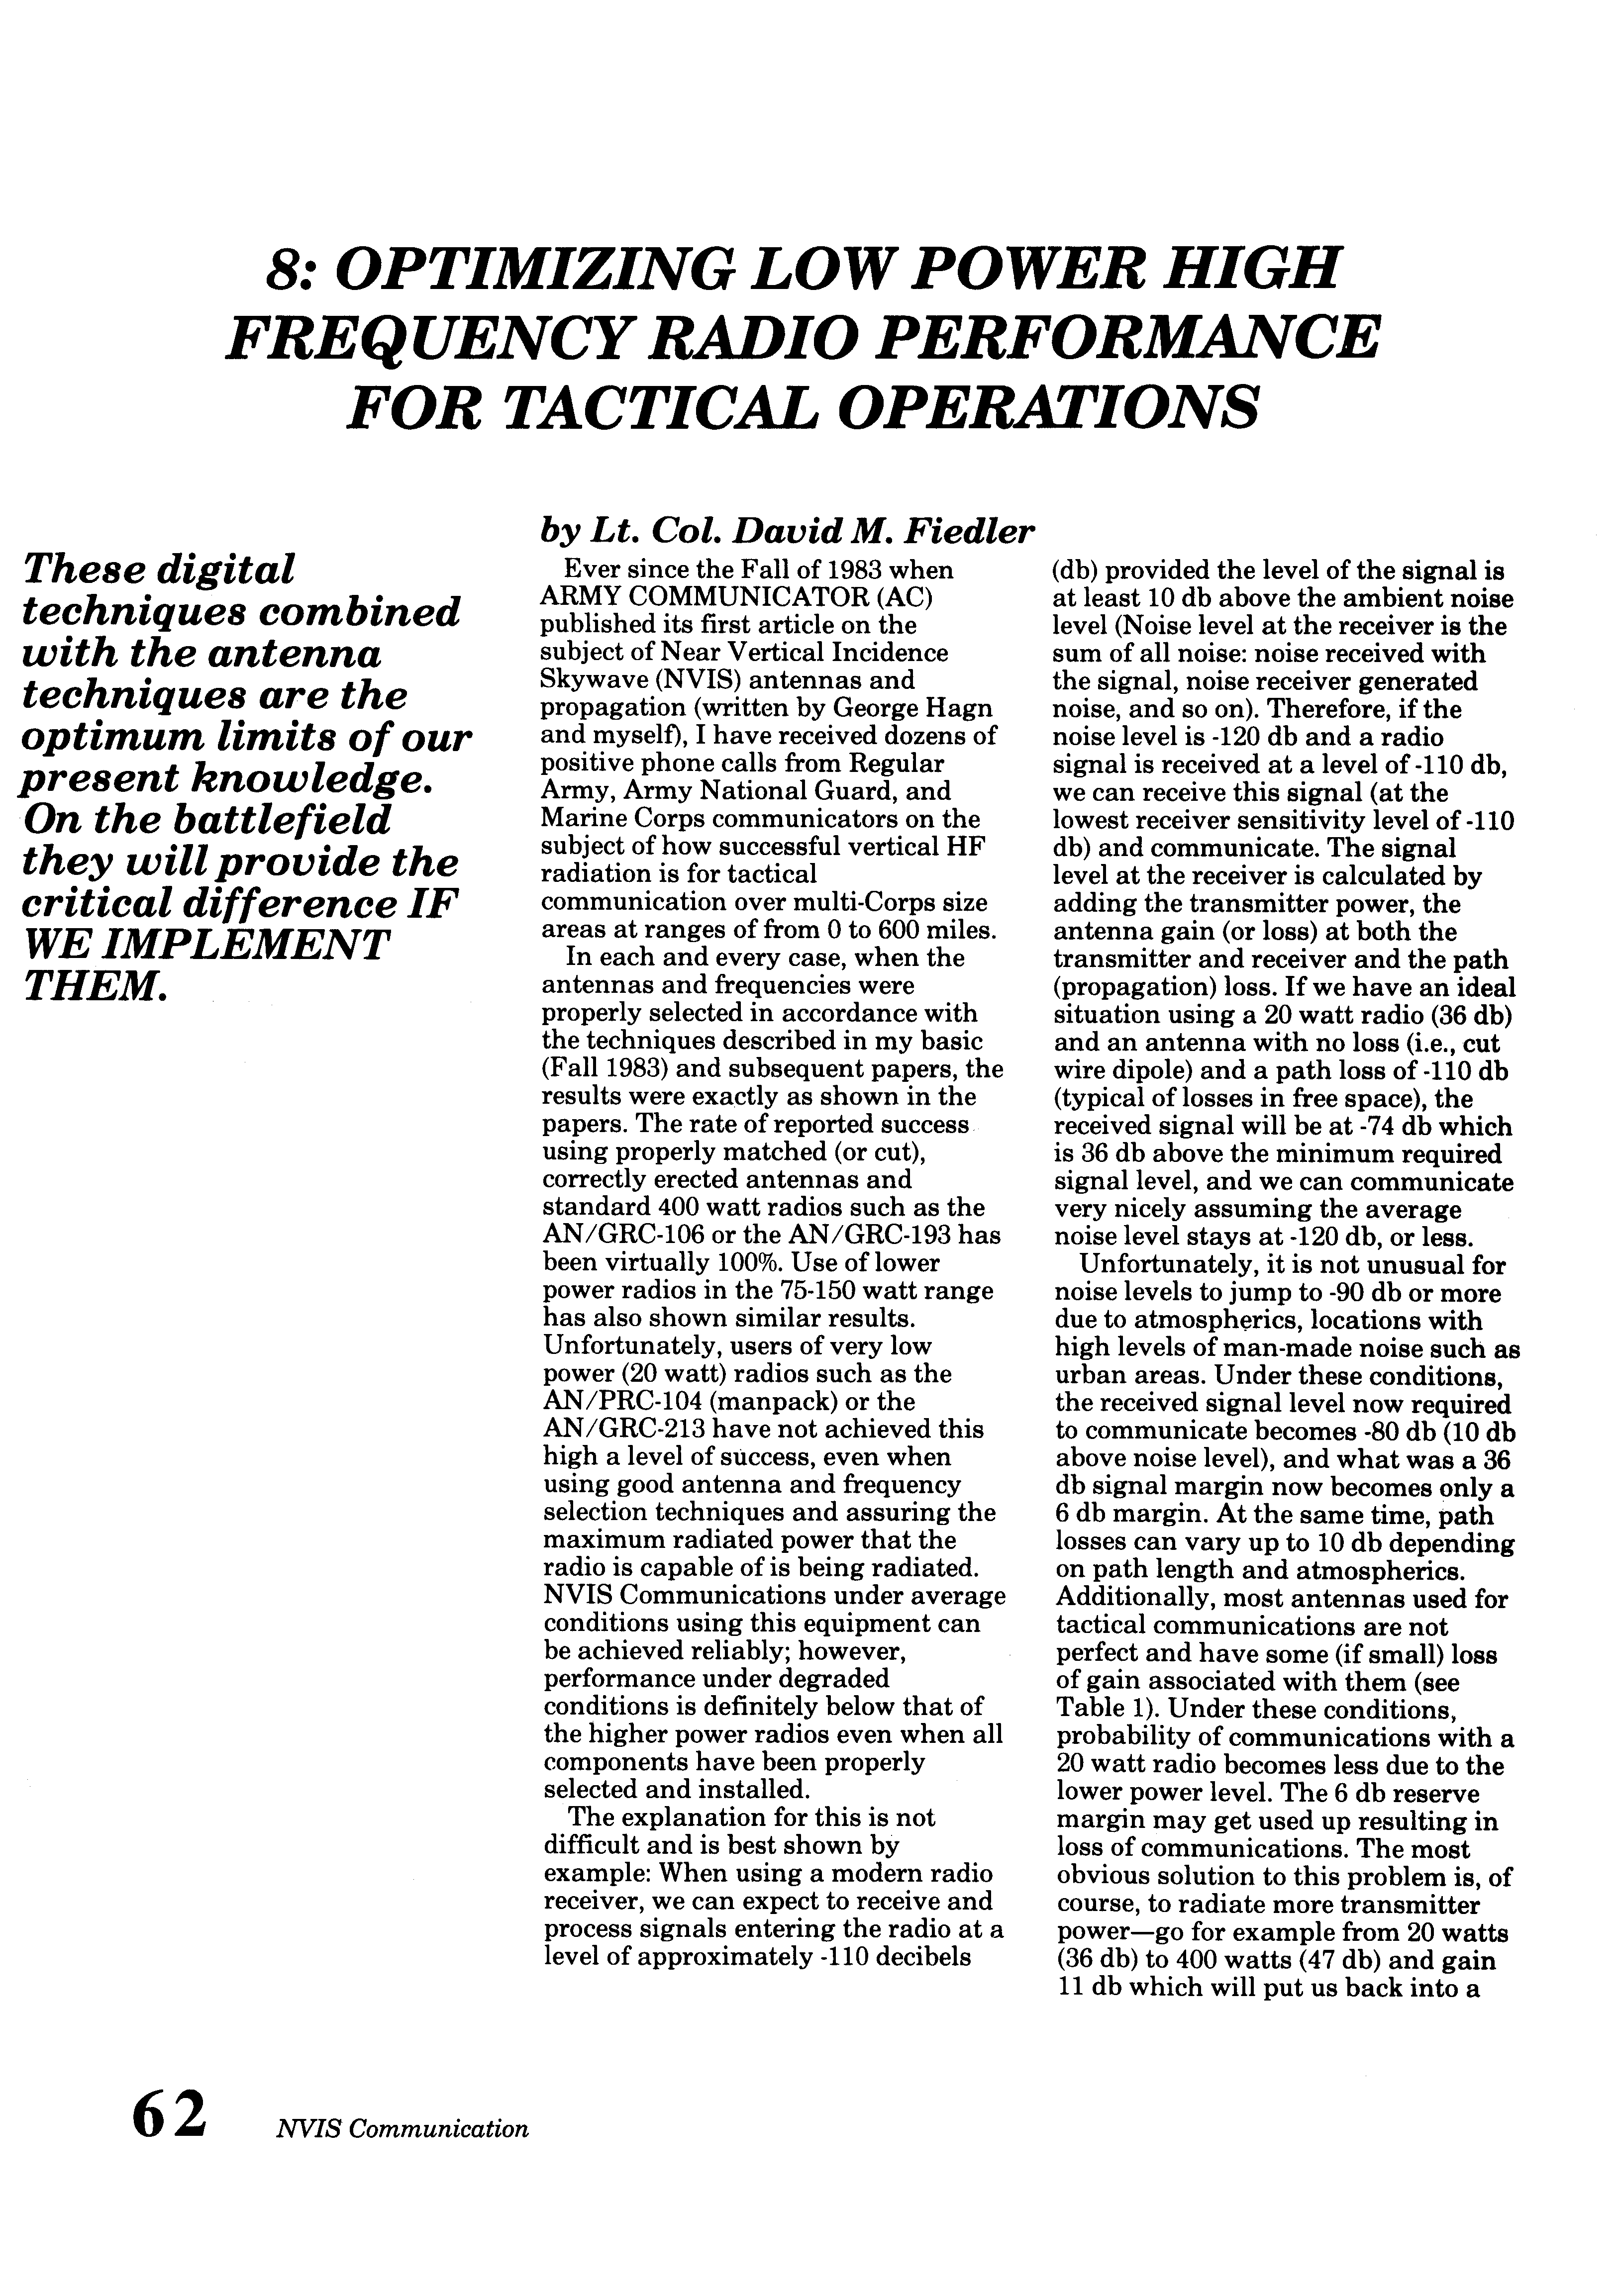 8: OPTIMIZING LOW POWER HIGH
FREQUENCY RADIO PERFORMANCE
FOR TACTICAL OPERATIONS
These digital
techniques combined
with the antenna
techniques are the
optimum limits of our
present knowledge.
On the battlefield
they will provide the
critical difference IF
WE IMPLEMENT
THEM.
by Lt. Col. David M. Fiedler
Ever since the Fall of 1983 when
ARMY COMMUNICATOR (AC)
published its first article on the
subject of Near Vertical Incidence
Skywave (NVIS) antennas and
propagation (written by George Hagn
and myself), I have received dozens of
positive phone calls from Regular
Army, Army National Guard, and
Marine Corps communicators on the
subject of how successful vertical HF
radiation is for tactical
communication over multi-Corps size
areas at ranges of from 0 to 600 miles.
In each and every case, when the
antennas and frequencies were
properly selected in accordance with
the techniques described in my basic
(Fall 1983) and subsequent papers, the
results were exactly as shown in the
papers. The rate of reported success
using properly matched (or cut),
correctly erected antennas and
standard 400 watt radios such as the
AN/GRC-106 or the AN/GRC-193 has
been virtually 100%. Use of lower
power radios in the 75-150 watt range
has also shown similar results.
Unfortunately, users of very low
power (20 watt) radios such as the
AN/PRC-104 (manpack) or the
AN/GRC-213 have not achieved this
high a level of success, even when
using good antenna and frequency
selection techniques and assuring the
maximum radiated power that the
radio is capable of is being radiated.
NVIS Communications under average
conditions using this equipment can
be achieved reliably; however,
performance under degraded
conditions is definitely below that of
the higher power radios even when all
components have been properly
selected and installed.
The explanation for this is not
difficult and is best shown by
example: When using a modern radio
receiver, we can expect to receive and
process signals entering the radio at a
level of approximately -110 decibels
(db) provided the level of the signal is
at least 10 db above the ambient noise
level (Noise level at the receiver is the
sum of all noise: noise received with
the signal, noise receiver generated
noise, and so on). Therefore, if the
noise level is -120 db and a radio
signal is received at a level of -110 db,
we can receive this signal (at the
lowest receiver sensitivity level of -110
db) and communicate. The signal
level at the receiver is calculated by
adding the transmitter power, the
antenna gain (or loss) at both the
transmitter and receiver and the path
(propagation) loss. If we have an ideal
situation using a 20 watt radio (36 db)
and an antenna with no loss (i.e., cut
wire dipole) and a path loss of -110 db
(typical of losses in free space), the
received signal will be at -74 db which
is 36 db above the minimum required
signal level, and we can communicate
very nicely assuming the average
noise level stays at -120 db, or less.
Unfortunately, it is not unusual for
noise levels to jump to -90 db or more
due to atmospherics, locations with
high levels of man-made noise such as
urban areas. Under these conditions,
the received signal level now required
to communicate becomes -80 db (10 db
above noise level), and what was a 36
db signal margin now becomes only a
6 db margin. At the same time, path
losses can vary up to 10 db depending
on path length and atmospherics.
Additionally, most antennas used for
tactical communications are not
perfect and have some (if small) loss
of gain associated with them (see
Table 1). Under these conditions,
probability of communications with a
20 watt radio becomes less due to the
lower power level. The 6 db reserve
margin may get used up resulting in
loss of communications. The most
obvious solution to this problem is, of
course, to radiate more transmitter
power—go for example from 20 watts
(36 db) to 400 watts (47 db) and gain
11 db which will put us back into a
62 NVIS Communication